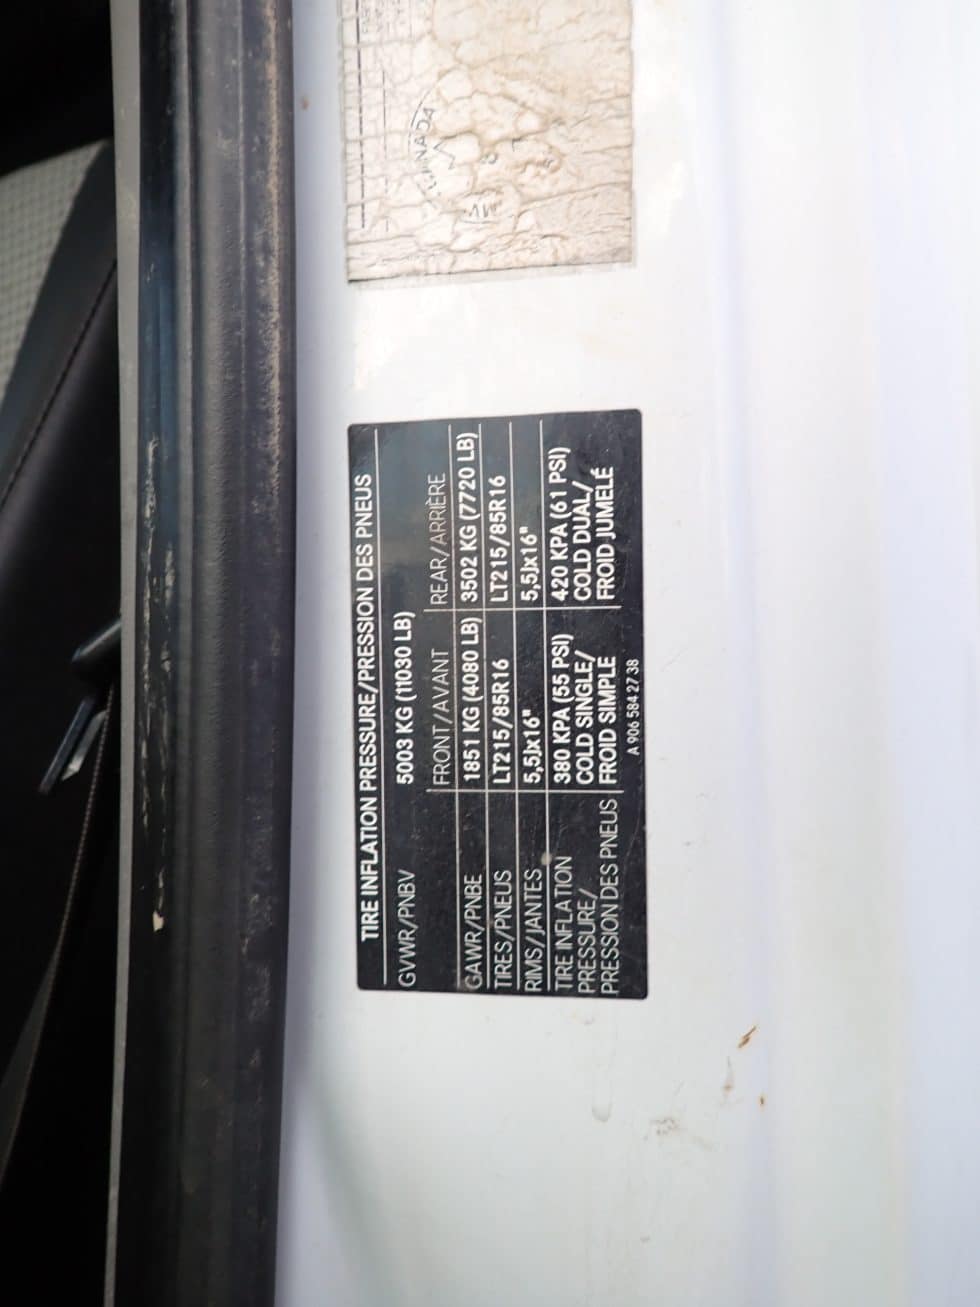 TIRE INFLATION PRESSURE/PRESSION DES PNEUS
GVWR/PNBV 5003 KG (11030 LB)
FRONT/AVANT REAR/ARRIÈRE
GAWR/PNBE 1851 KG (4080 LB) 3502 KG (7720 LB)
TIRES/PNEUS LT215/85R16 LT215/85R16
RIMS/JANTES 5,5Jx16" 5,5Jx16"
TIRE INFLATION 380 KPA (55 PSI) 420 KPA (61 PSI)
PRESSURE/ COLD SINGLE/ COLD DUAL/
PRESSION DES PNEUS FROID SIMPLE FROID JUMELÉ
A 906 584 27 38
MV